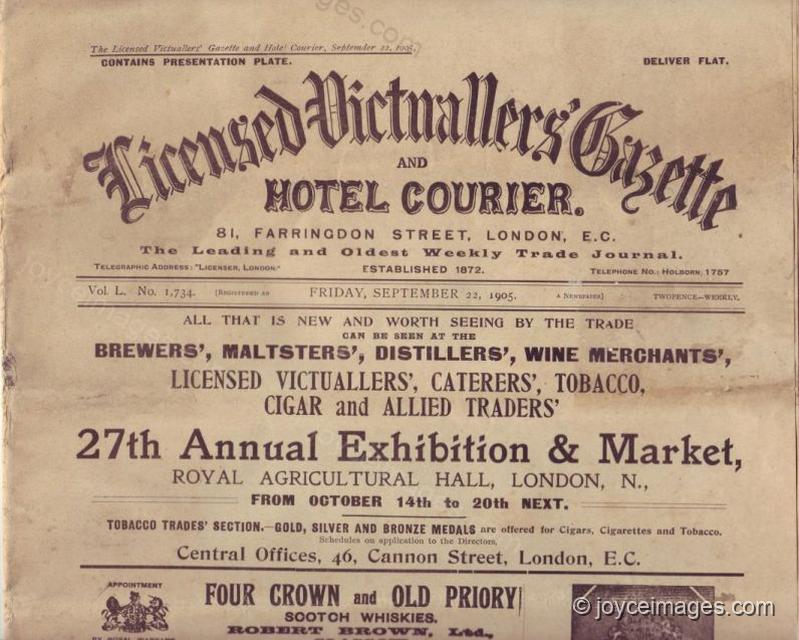 The Licensed Victuallers' Gazette and Hotel Courier, September 22, 1905.
CONTAINS PRESENTATION PLATE. DELIVER FLAT.
Licensed Victuallers' Gazette
AND
HOTEL COURIER.
81, FARRINGDON STREET, LONDON, E.C.
The Leading and Oldest Weekly Trade Journal.
TELEGRAPHIC ADDRESS: "LICENSER, LONDON." ESTABLISHED 1872. TELEPHONE NO.: HOLBORN, 1757
Vol. L. No. 1,734. [REGISTERED AS FRIDAY, SEPTEMBER 22, 1905. A NEWSPAPER] TWOPENCE—WEEKLY.
ALL THAT IS NEW AND WORTH SEEING BY THE TRADE
CAN BE SEEN AT THE
BREWERS', MALTSTERS', DISTILLERS', WINE MERCHANTS',
LICENSED VICTUALLERS', CATERERS', TOBACCO,
CIGAR and ALLIED TRADERS'
27th Annual Exhibition & Market,
ROYAL AGRICULTURAL HALL, LONDON, N.,
FROM OCTOBER 14th to 20th NEXT.
TOBACCO TRADES' SECTION.—GOLD, SILVER AND BRONZE MEDALS are offered for Cigars, Cigarettes and Tobacco.
Schedules on application to the Directors,
Central Offices, 46, Cannon Street, London, E.C.
APPOINTMENT
BY ROYAL WARRANT
FOUR CROWN and OLD PRIORY
SCOTCH WHISKIES.
ROBERT BROWN, Ltd.,
© joyceimages.com